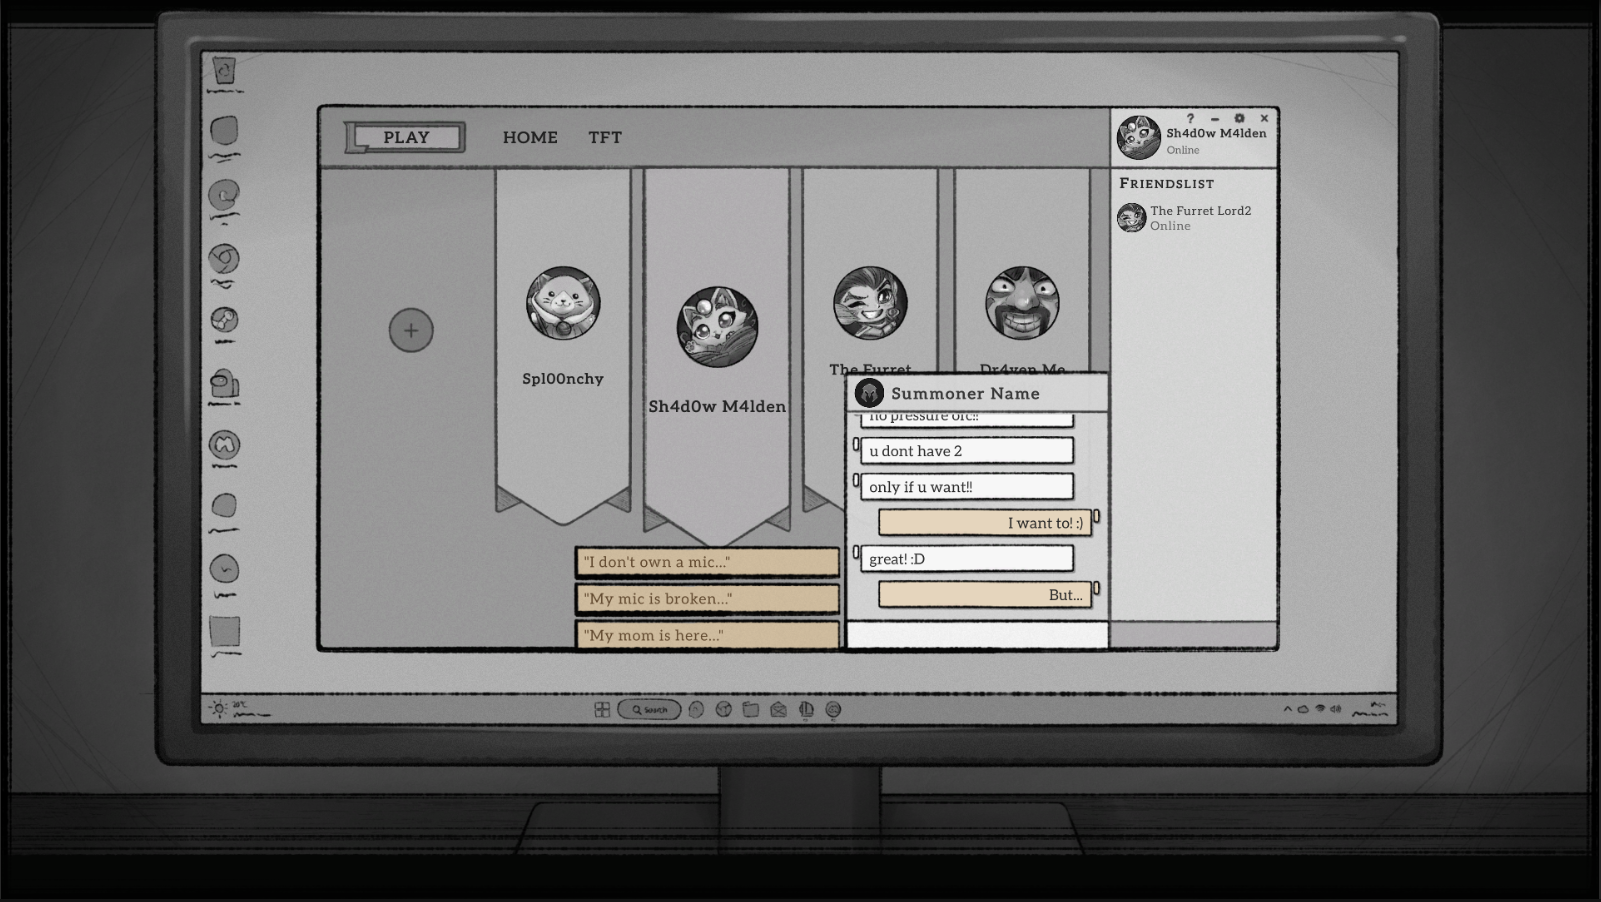 PLAY
HOME
TFT
?
Sh4d0w M4lden
Online
FRIENDSLIST
The Furret Lord2
Online
Spl00nchy
Sh4d0w M4lden
The Furret
Dr4ven Me
Summoner Name
no pressure ofc!!
u dont have 2
only if u want!!
I want to! :)
great! :D
But...
"I don't own a mic..."
"My mic is broken..."
"My mom is here..."
20°C
Search